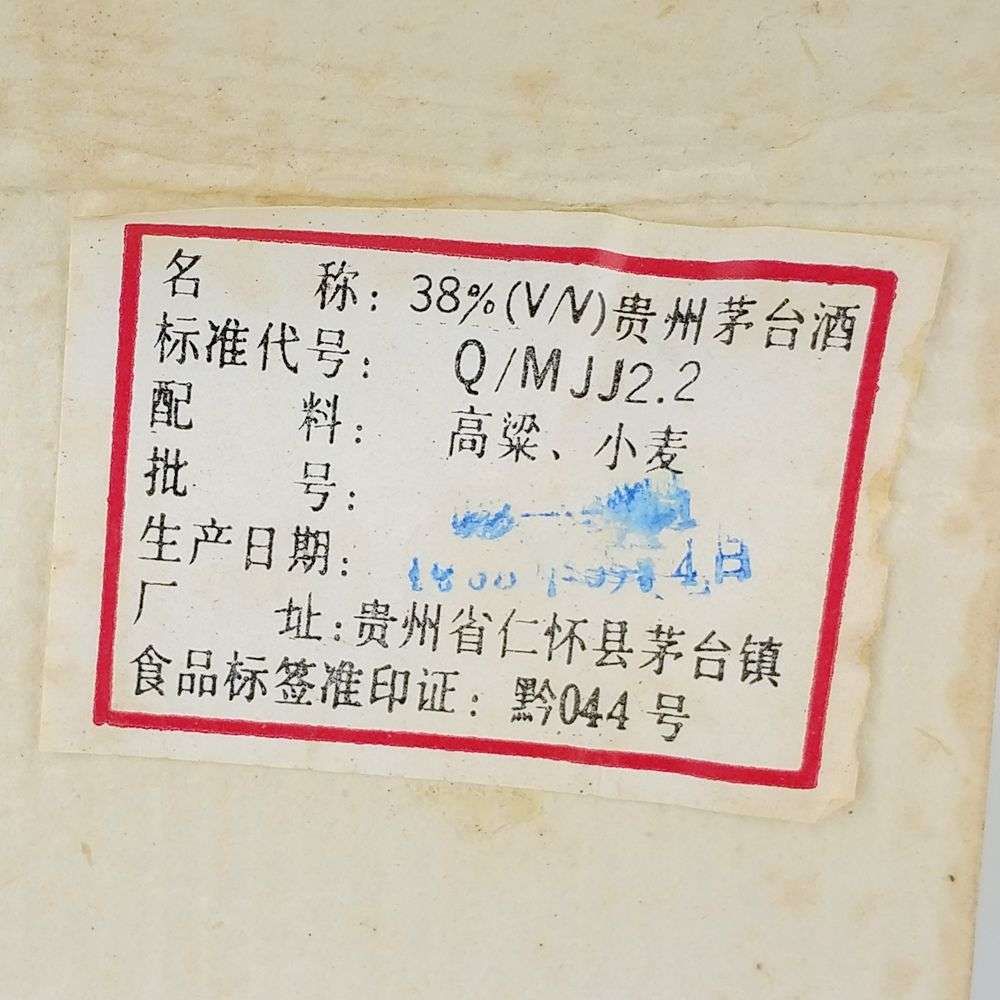 名称：38%(V/V)贵州茅台酒
标准代号：Q/MJJ2.2
配料：高粱、小麦
批号：
生产日期：4日
厂址：贵州省仁怀县茅台镇
食品标签准印证：黔044号